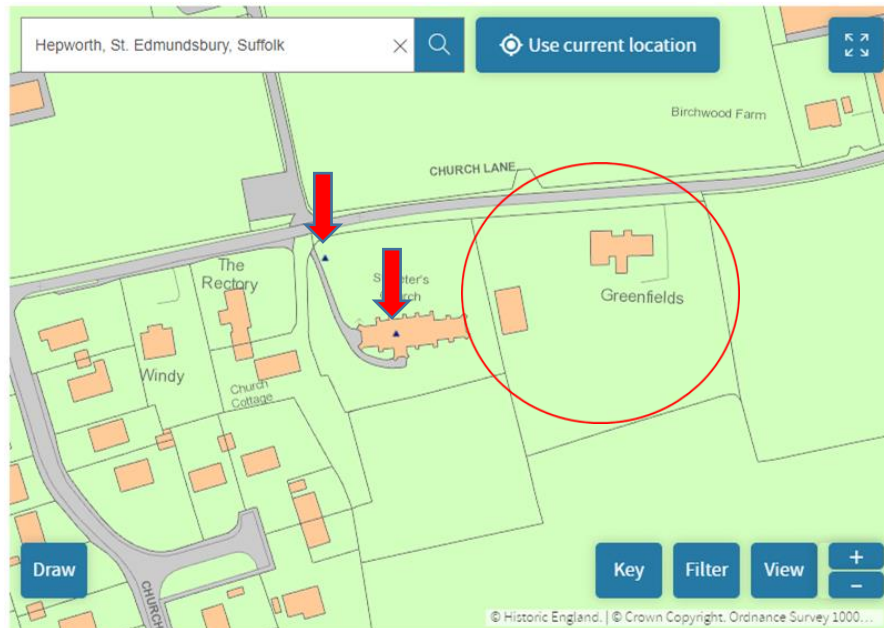 Hepworth, St. Edmundsbury, Suffolk
Use current location
Birchwood Farm
CHURCH LANE
The
Rectory
Greenfields
Windy
Church
Cottage
CHURCH
Draw
Key
Filter
View
+
−
© Historic England. | © Crown Copyright. Ordnance Survey 1000...